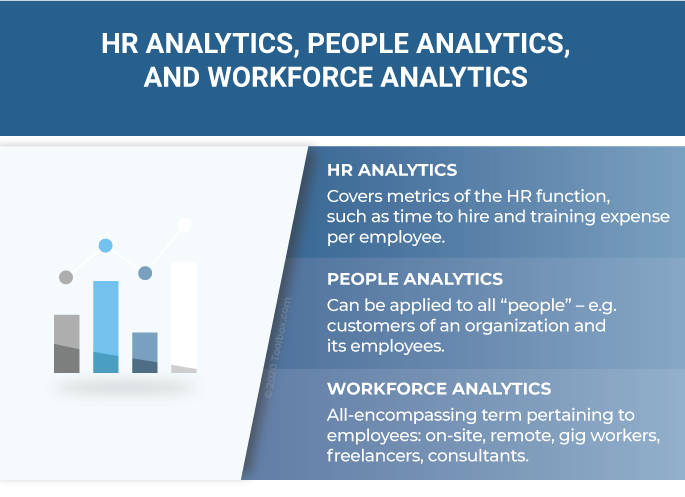 HR ANALYTICS, PEOPLE ANALYTICS,
AND WORKFORCE ANALYTICS
HR ANALYTICS
Covers metrics of the HR function,
such as time to hire and training expense
per employee.
PEOPLE ANALYTICS
Can be applied to all “people” – e.g.
customers of an organization and
its employees.
WORKFORCE ANALYTICS
All-encompassing term pertaining to
employees: on-site, remote, gig workers,
freelancers, consultants.
© 2020 Toolbox.com